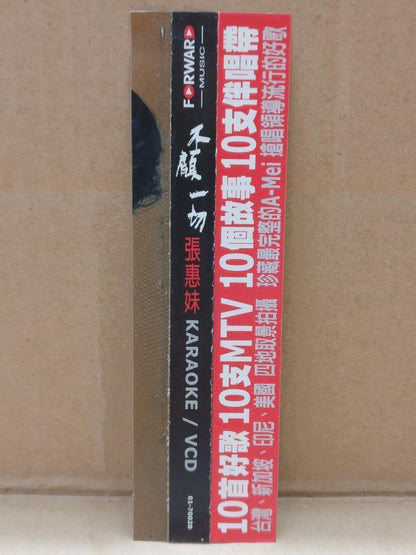 FORWARD
MUSIC
不顧一切
張惠妹 KARAOKE / VCD
01-70020
10首好歌 10支MTV 10個故事 10支伴唱帶
台灣、新加坡、印尼、美國 四地取景拍攝 珍藏最完整的A-Mei 搶唱領導流行的好歌